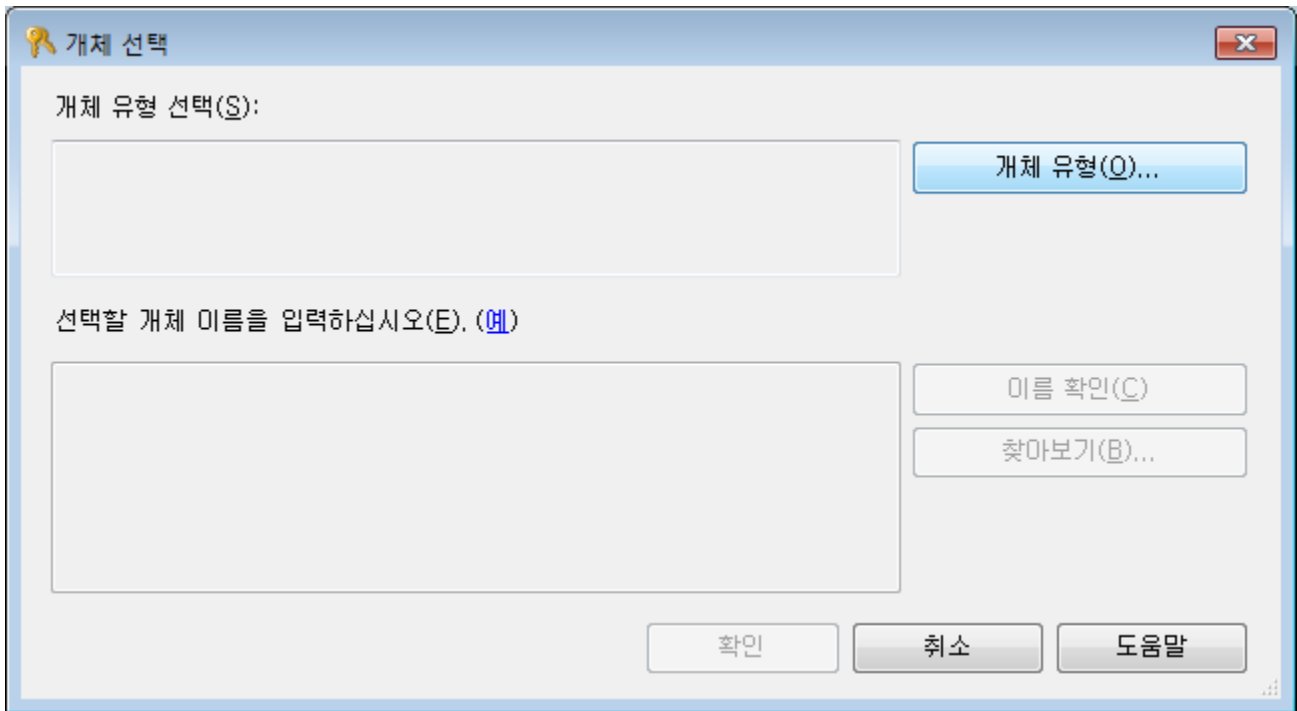 개체 선택
개체 유형 선택(S):
개체 유형(O)...
선택할 개체 이름을 입력하십시오(E). (예)
이름 확인(C)
찾아보기(B)...
확인
취소
도움말